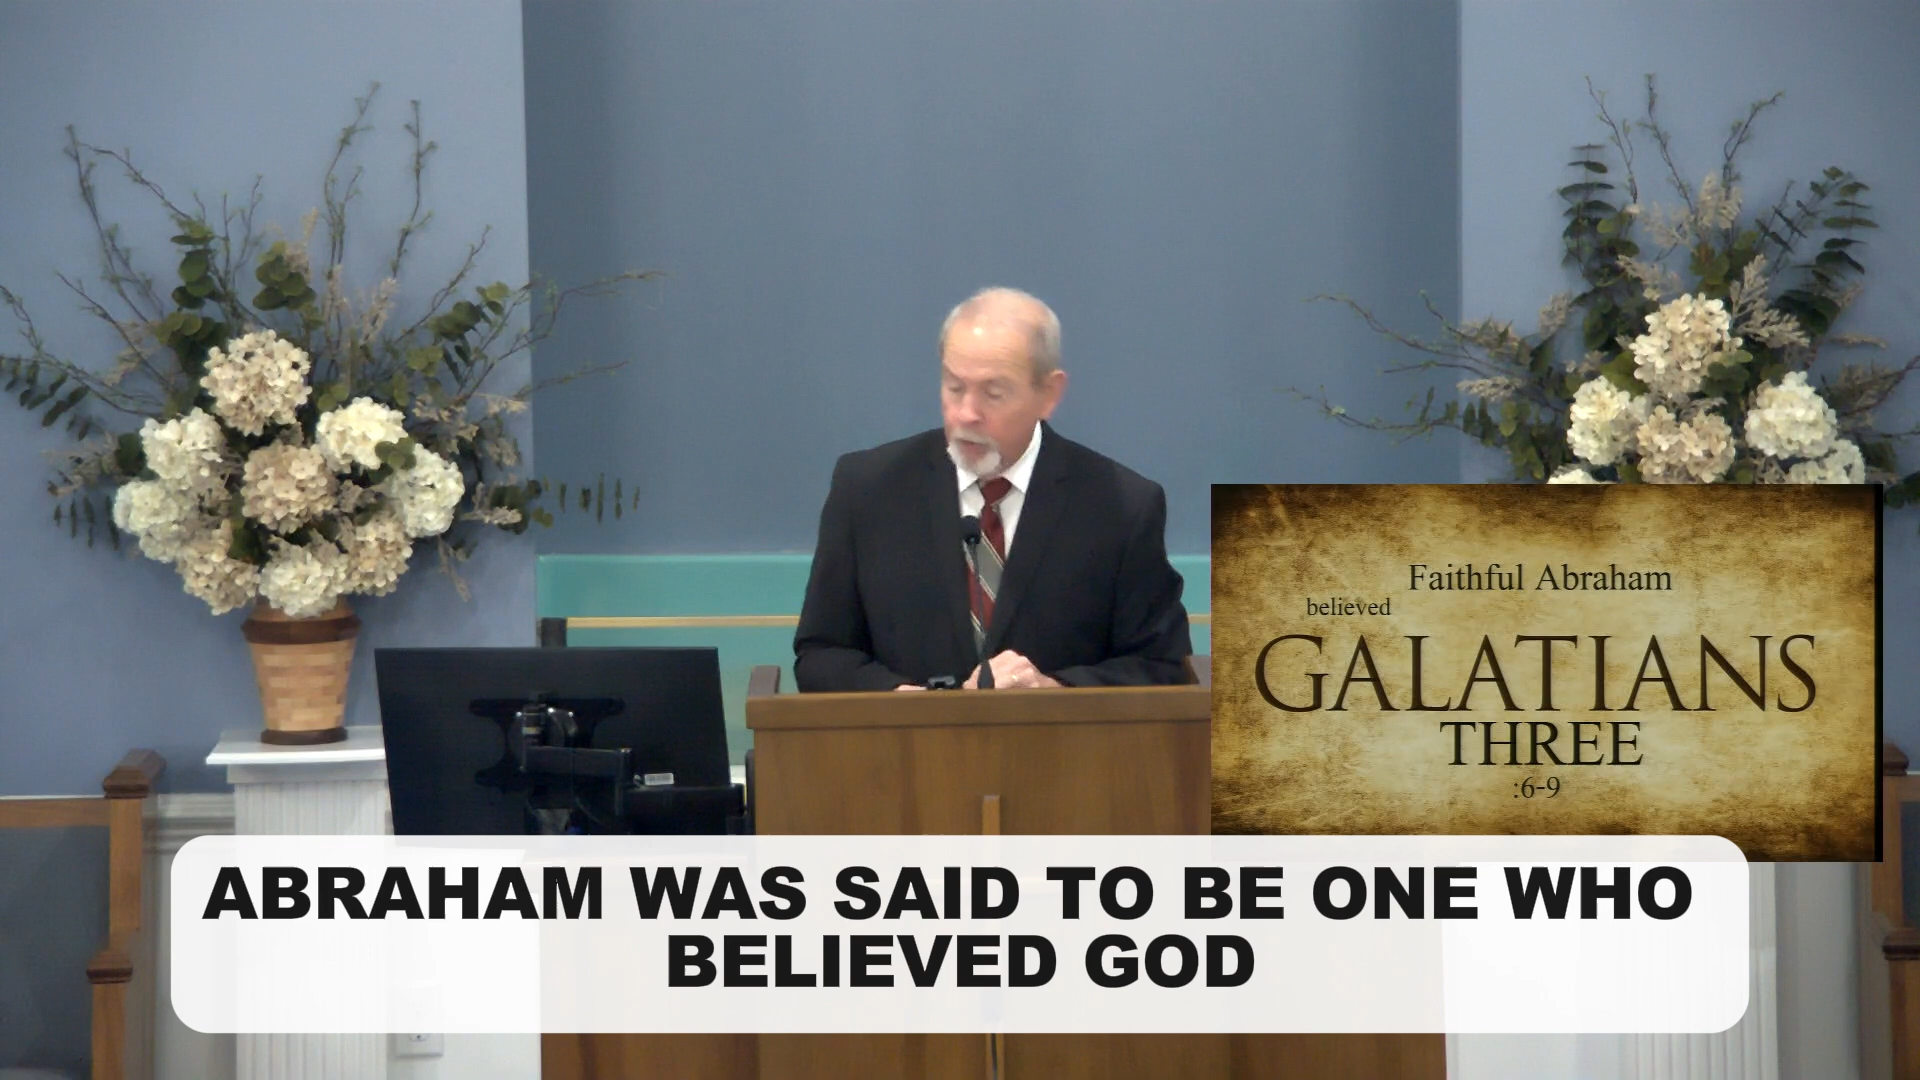 Faithful Abraham
believed
GALATIANS
THREE
:6-9
ABRAHAM WAS SAID TO BE ONE WHO
BELIEVED GOD